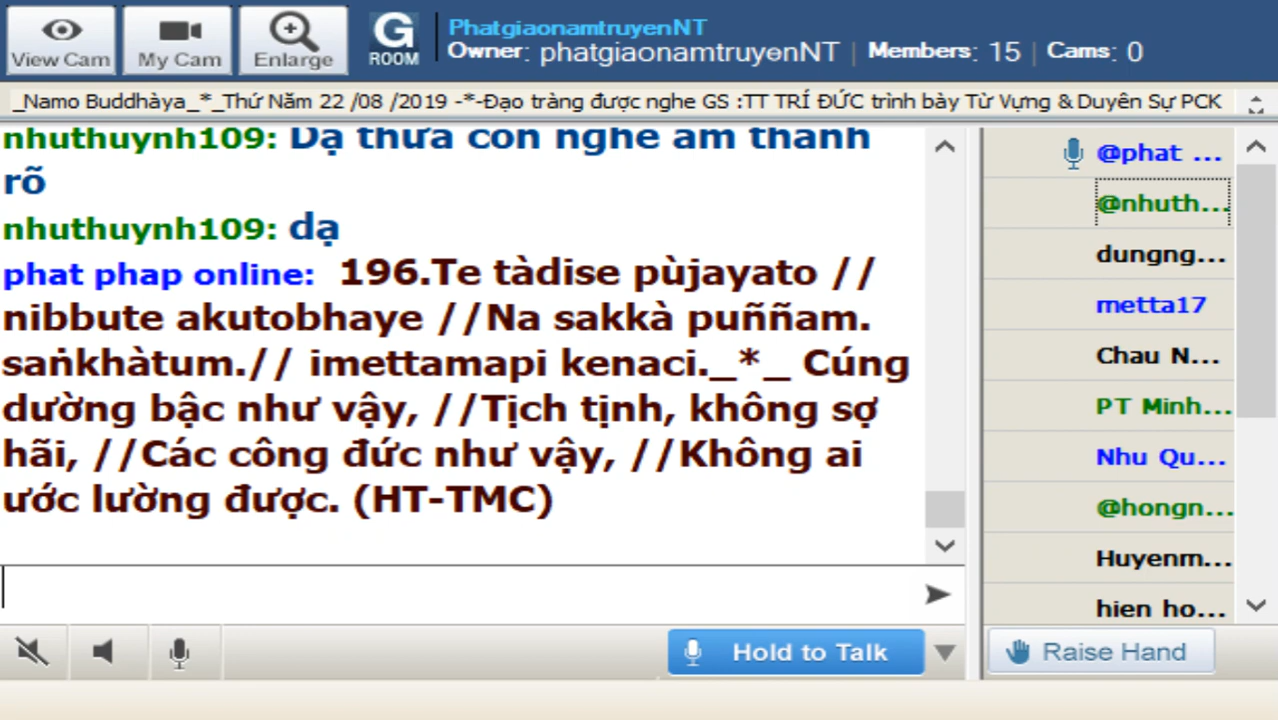 View Cam
My Cam
Enlarge
G
ROOM
PhatgiaonamtruyenNT
Owner: phatgiaonamtruyenNT | Members: 15 | Cams: 0
_Namo Buddhàya_*_Thứ Năm 22 /08 /2019 -*-Đạo tràng được nghe GS :TT TRÍ ĐỨC trình bày Từ Vựng & Duyên Sự PCK
nhuthuynh109: Dạ thưa con nghe âm thanh
rõ
nhuthuynh109: dạ
phat phap online: 196.Te tàdise pùjayato //
nibbute akutobhaye //Na sakkà puññam.
saṅkhàtum.// imettamapi kenaci._*_ Cúng
dường bậc như vậy, //Tịch tịnh, không sợ
hãi, //Các công đức như vậy, //Không ai
ước lường được. (HT-TMC)
@phat ...
@nhuth...
dungng...
metta17
Chau N...
PT Minh...
Nhu Qu...
@hongn...
Huyenm...
hien ho...
Hold to Talk
Raise Hand